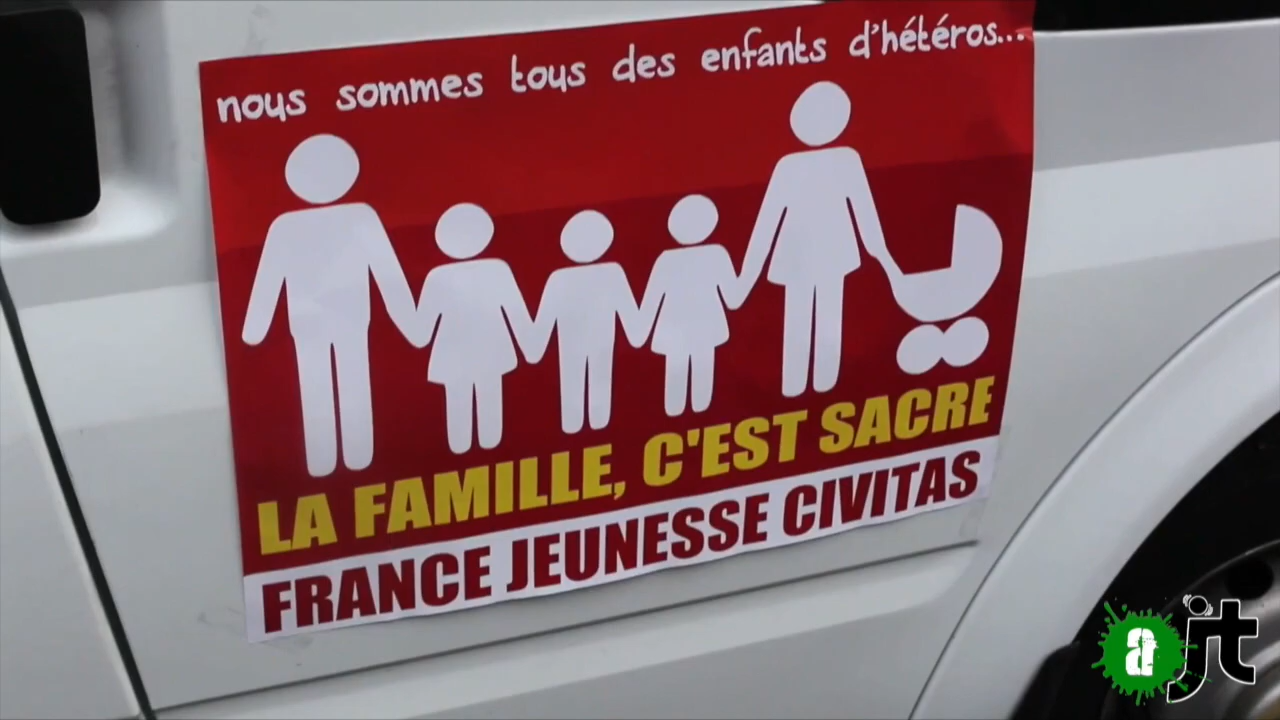 nous sommes tous des enfants d'hétéros...
LA FAMILLE, C'EST SACRE
FRANCE JEUNESSE CIVITAS
a jt